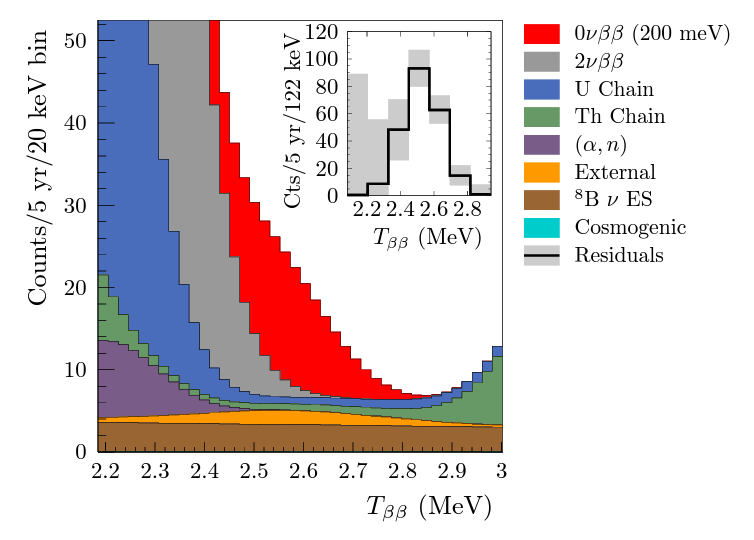 Counts/5 yr/20 keV bin
50
40
30
20
10
0
2.2 2.3 2.4 2.5 2.6 2.7 2.8 2.9 3
Tββ (MeV)
Cts/5 yr/122 keV
120
100
80
60
40
20
0
2.2 2.4 2.6 2.8
Tββ (MeV)
0νββ (200 meV)
2νββ
U Chain
Th Chain
(α, n)
External
⁸B ν ES
Cosmogenic
Residuals